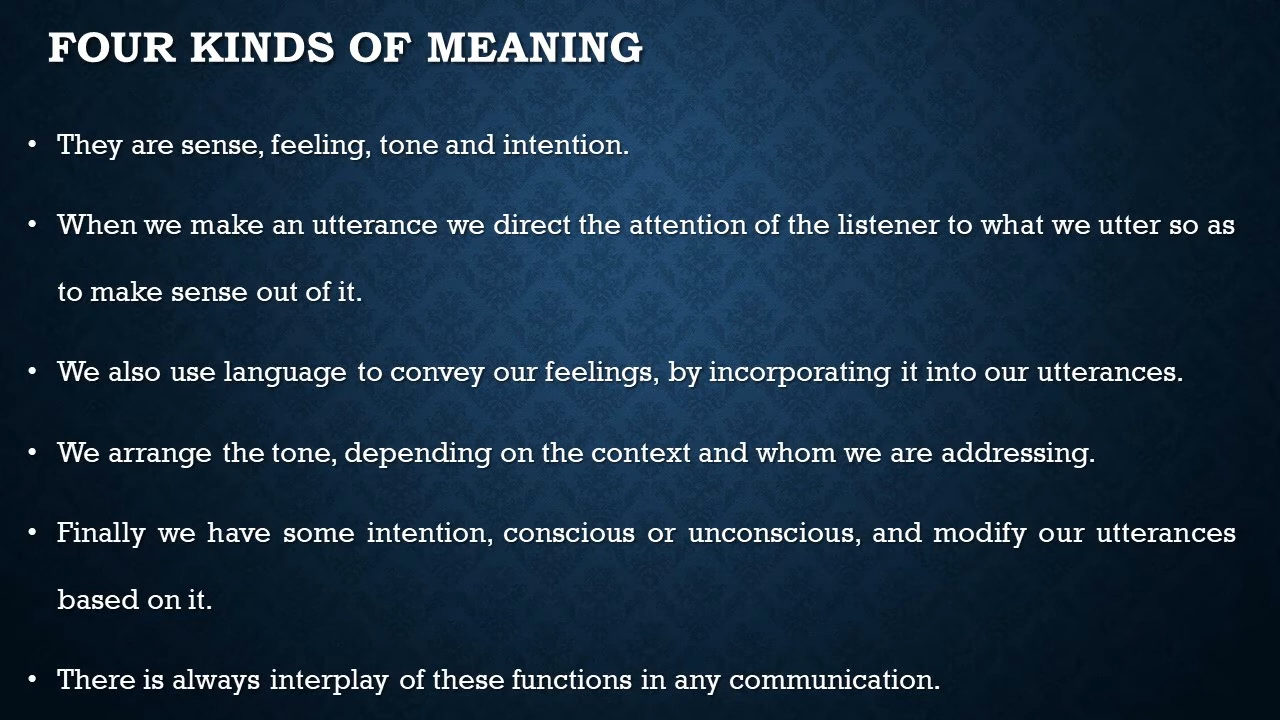 FOUR KINDS OF MEANING
• They are sense, feeling, tone and intention.
• When we make an utterance we direct the attention of the listener to what we utter so as
to make sense out of it.
• We also use language to convey our feelings, by incorporating it into our utterances.
• We arrange the tone, depending on the context and whom we are addressing.
• Finally we have some intention, conscious or unconscious, and modify our utterances
based on it.
• There is always interplay of these functions in any communication.